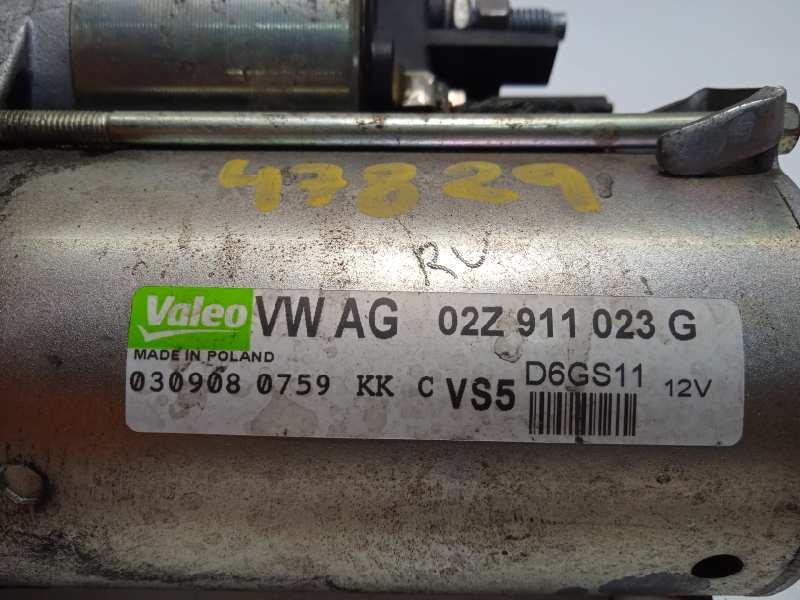 47829
RU
Valeo VW AG 02Z 911 023 G
MADE IN POLAND
030908 0759 KK C VS5 D6GS11 12V